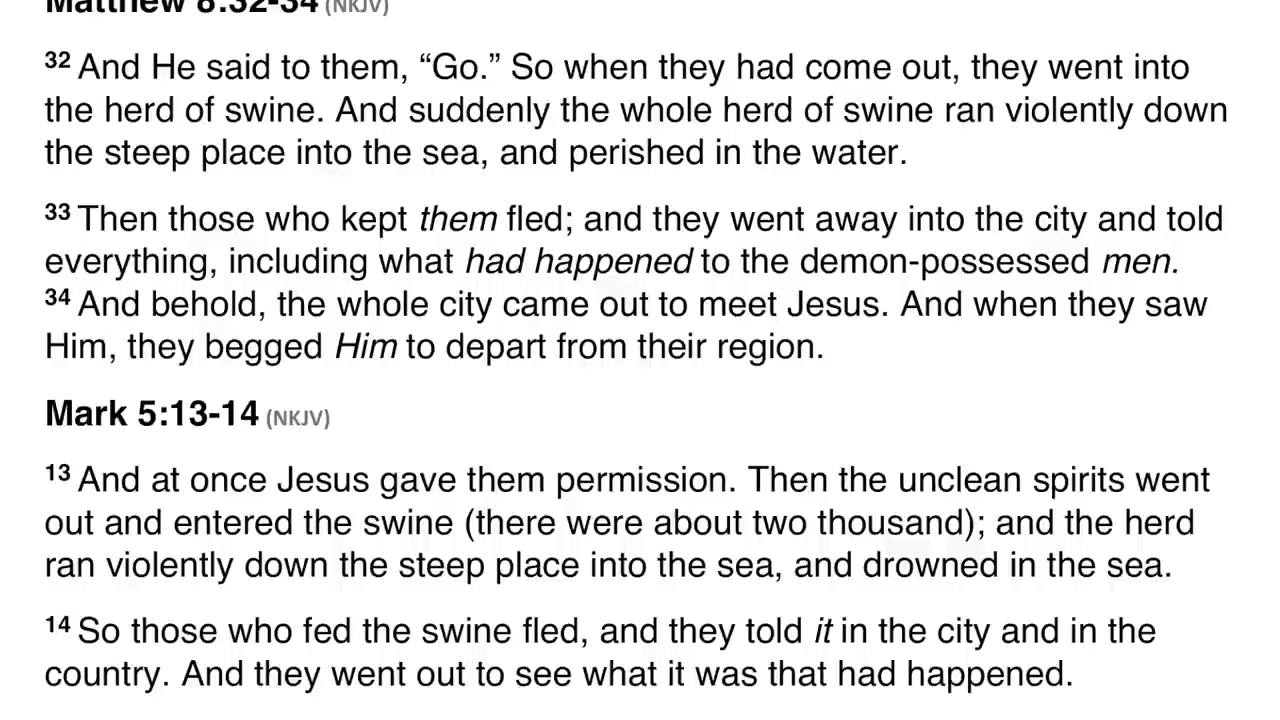 Matthew 8:32-34 (NKJV)
32 And He said to them, “Go.” So when they had come out, they went into
the herd of swine. And suddenly the whole herd of swine ran violently down
the steep place into the sea, and perished in the water.
33 Then those who kept them fled; and they went away into the city and told
everything, including what had happened to the demon-possessed men.
34 And behold, the whole city came out to meet Jesus. And when they saw
Him, they begged Him to depart from their region.
Mark 5:13-14 (NKJV)
13 And at once Jesus gave them permission. Then the unclean spirits went
out and entered the swine (there were about two thousand); and the herd
ran violently down the steep place into the sea, and drowned in the sea.
14 So those who fed the swine fled, and they told it in the city and in the
country. And they went out to see what it was that had happened.